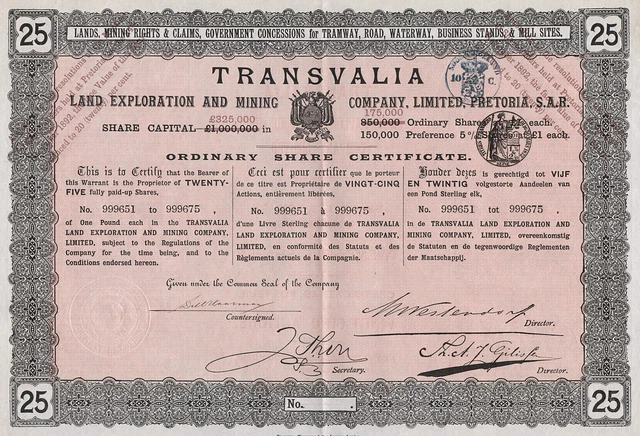 25 25
LANDS, MINING RIGHTS & CLAIMS, GOVERNMENT CONCESSIONS for TRAMWAY, ROAD, WATERWAY, BUSINESS STANDS, & MILL SITES.
TRANSVALIA
10 C.
LAND EXPLORATION AND MINING COMPANY, LIMITED, PRETORIA, S.A.R.
£325,000
175,000
SHARE CAPITAL £1,000,000 in
850,000 Ordinary Shares each.
150,000 Preference 5% at £1 each.
ORDINARY SHARE CERTIFICATE.
This is to Certify that the Bearer of
this Warrant is the Proprietor of TWENTY-
FIVE fully paid-up Shares,
No. 999651 to 999675,
of One Pound each in the TRANSVALIA
LAND EXPLORATION AND MINING COMPANY,
LIMITED, subject to the Regulations of the
Company for the time being, and to the
Conditions endorsed hereon.
Ceci est pour certifier que le porteur
de ce titre est Propriétaire de VINGT-CINQ
Actions, entièrement libérées,
No. 999651 à 999675,
d'une Livre Sterling chacune de TRANSVALIA
LAND EXPLORATION AND MINING COMPANY,
LIMITED, en conformité des Statuts et des
Règlements actuels de la Compagnie.
Houder dezes is gerechtigd tot VIJF
EN TWINTIG volgestorte Aandeelen van
een Pond Sterling elk,
No. 999651 tot 999675,
in de TRANSVALIA LAND EXPLORATION AND
MINING COMPANY, LIMITED, overeenkomstig
de Statuten en de tegenwoordige Reglementen
der Maatschappij.
Given under the Common Seal of the Company
Countersigned.
Director.
Secretary.
Director.
25 No. 25